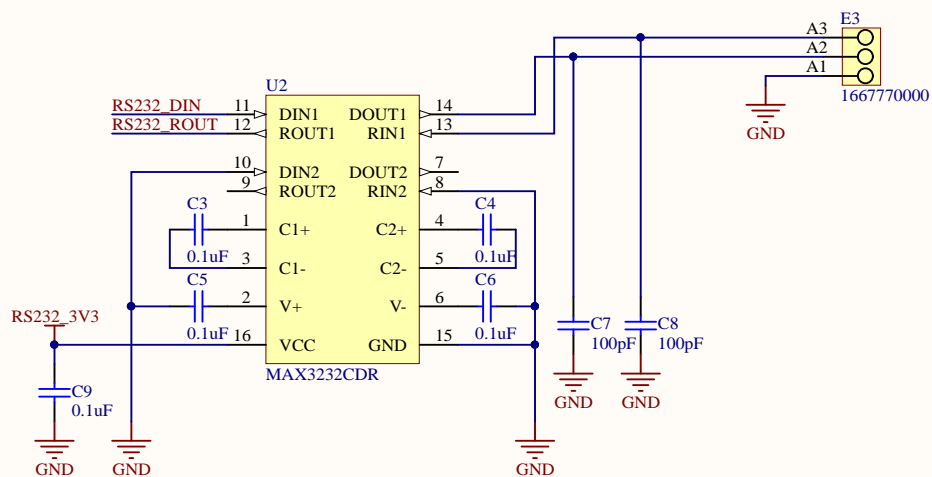 E3
A3
A2
A1
1667770000
GND
U2
RS232_DIN 11 DIN1 DOUT1 14
RS232_ROUT 12 ROUT1 RIN1 13
10 DIN2 DOUT2 7
9 ROUT2 RIN2 8
C3 C4
1 C1+ C2+ 4
0.1uF 0.1uF
3 C1- C2- 5
C5 C6
2 V+ V- 6
0.1uF 0.1uF
RS232_3V3
16 VCC GND 15
MAX3232CDR
C7 C8
100pF 100pF
GND GND
C9
0.1uF
GND GND GND